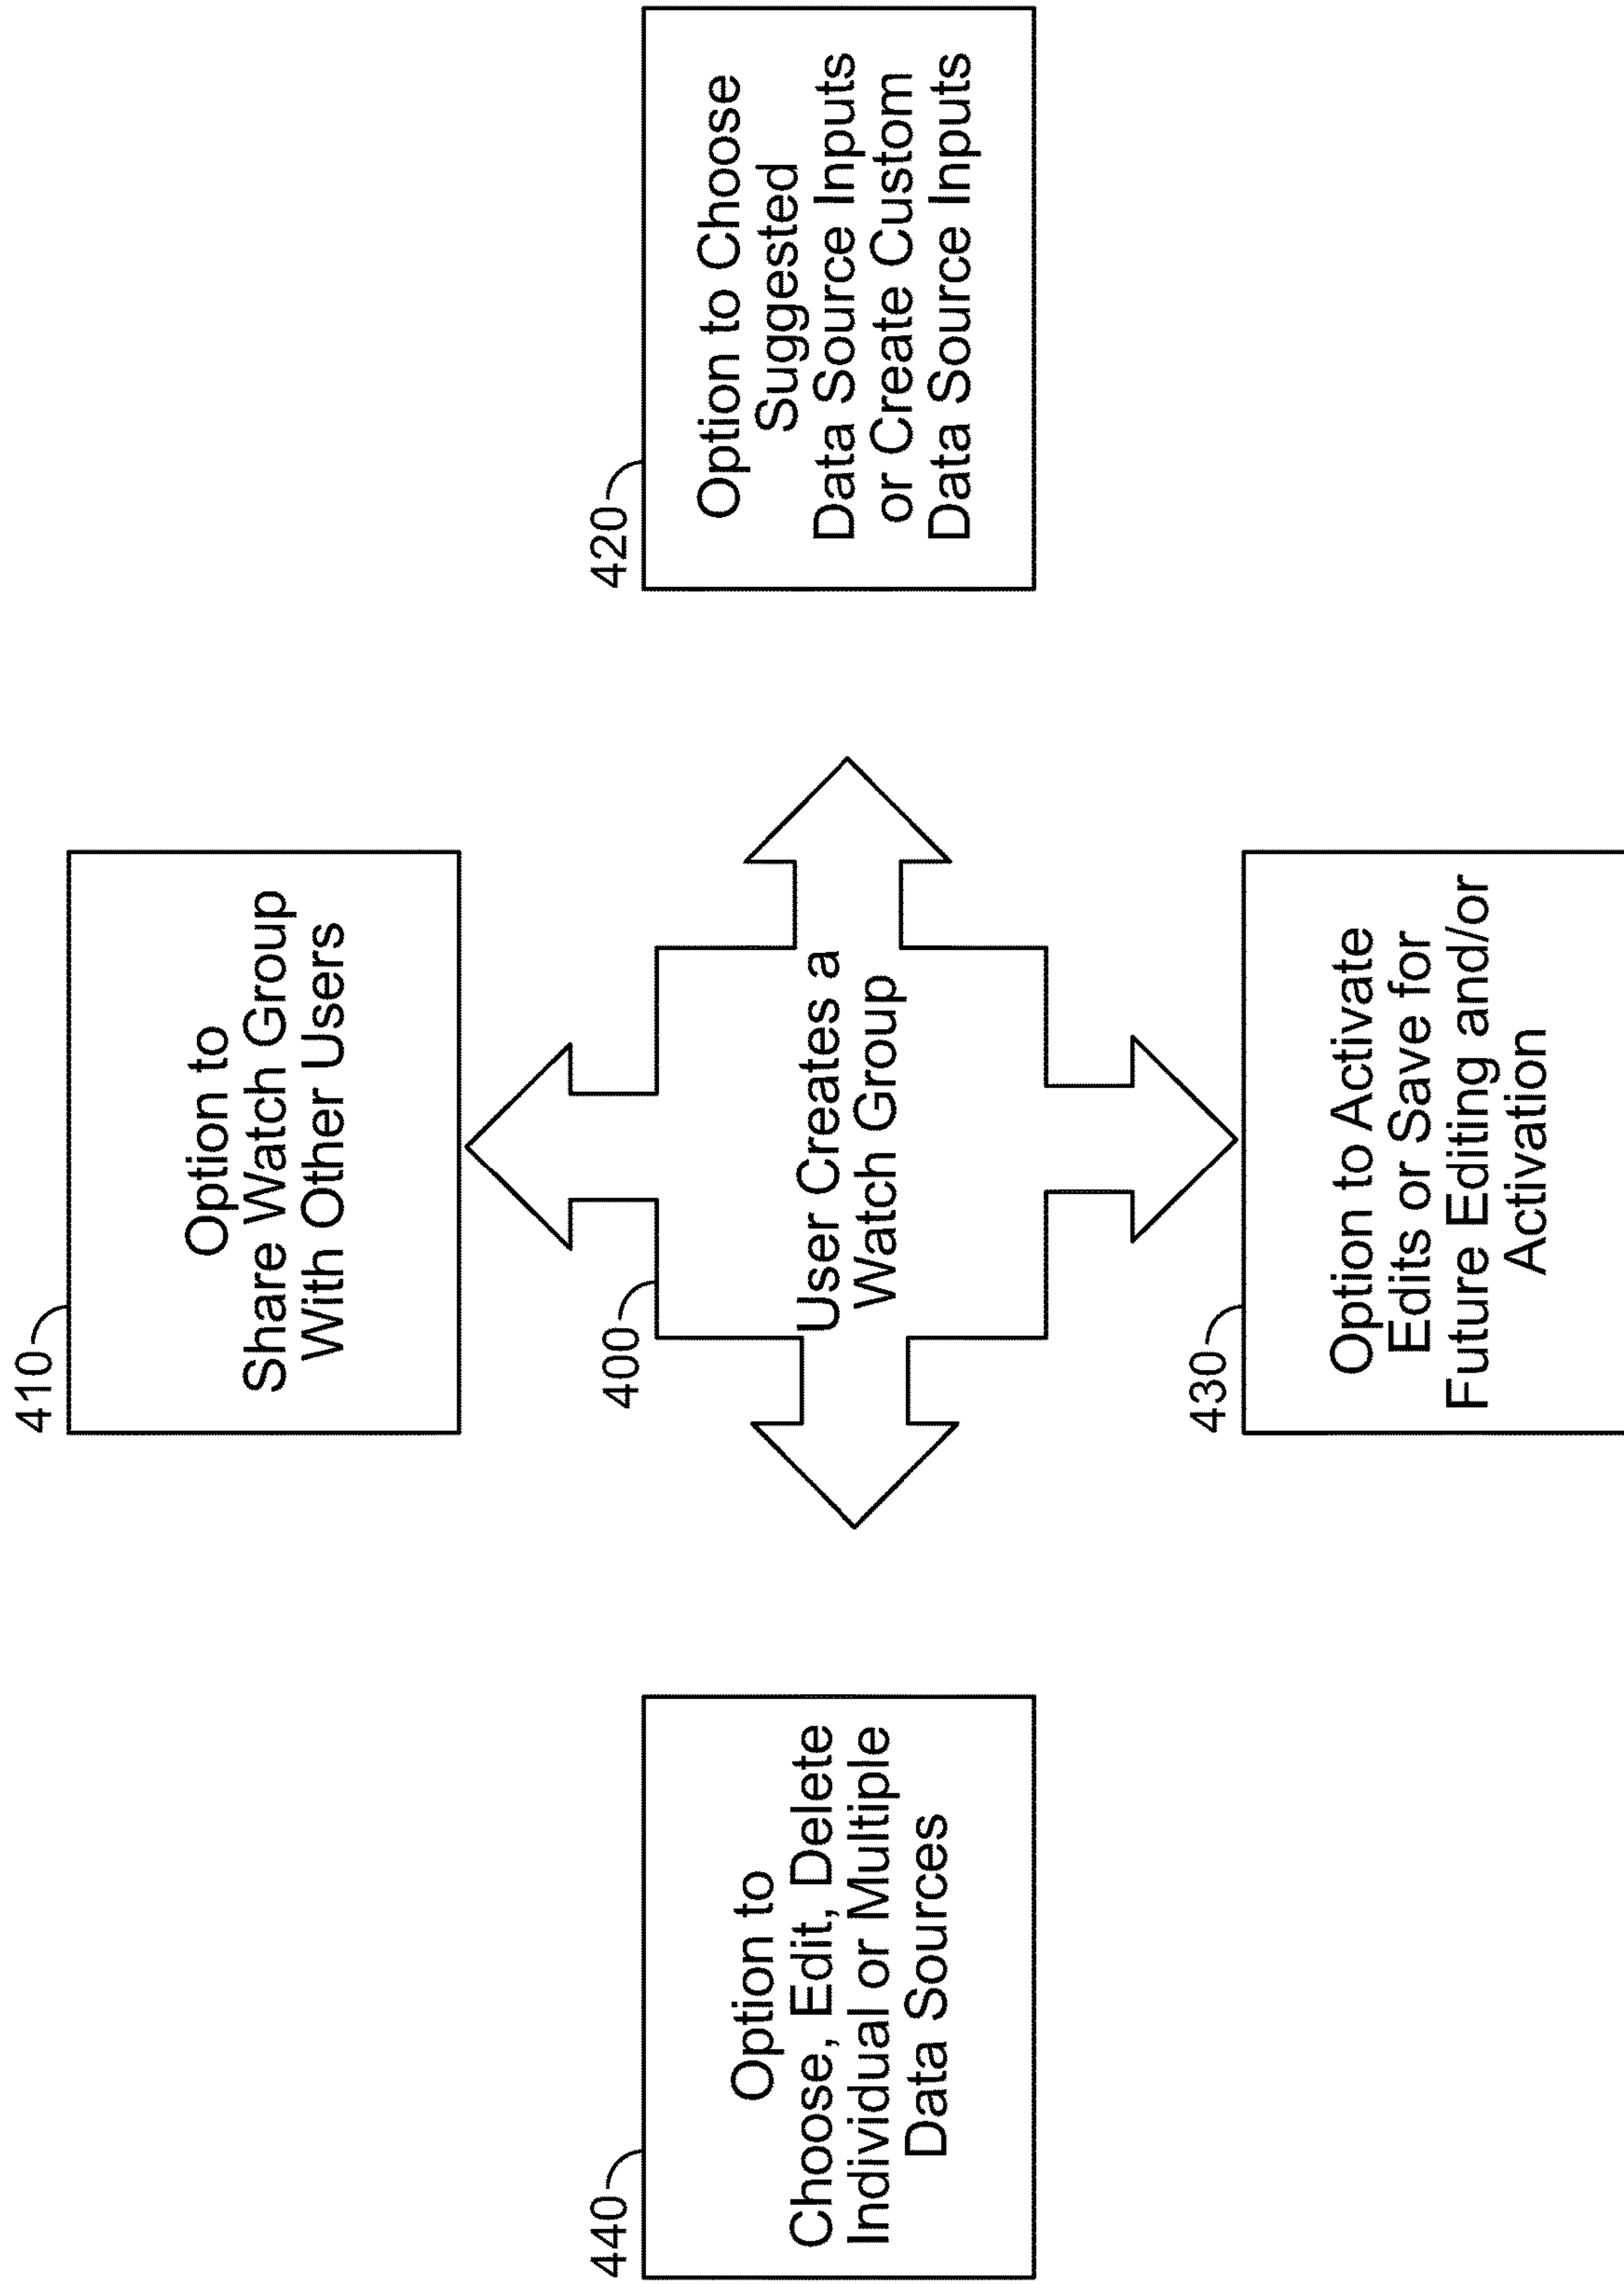 410
Option to
Share Watch Group
With Other Users
440
Option to
Choose, Edit, Delete
Individual or Multiple
Data Sources
400
User Creates a
Watch Group
420
Option to Choose
Suggested
Data Source Inputs
or Create Custom
Data Source Inputs
430
Option to Activate
Edits or Save for
Future Editing and/or
Activation